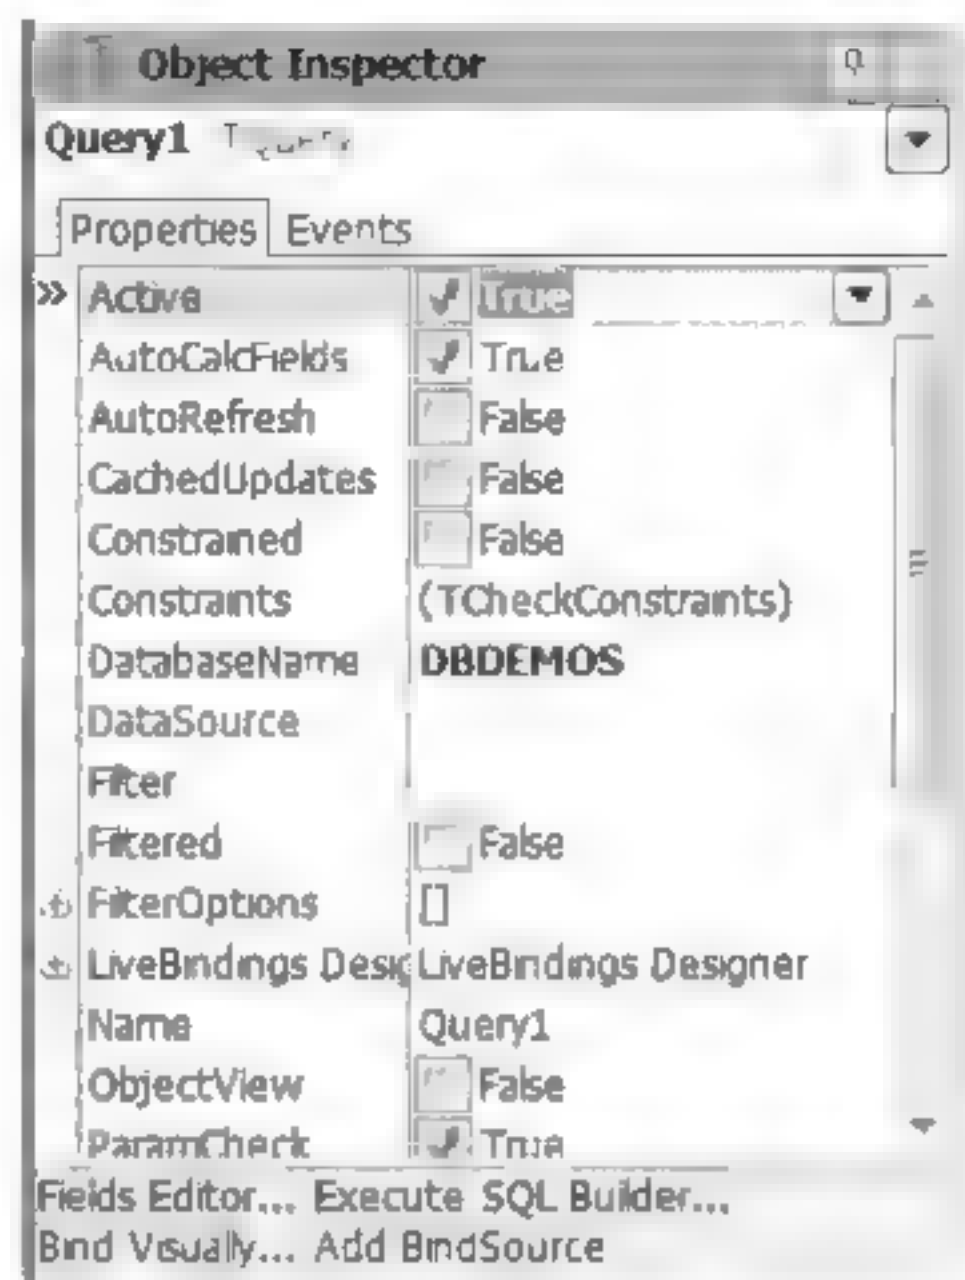 Object Inspector
Query1 TQuery
Properties Events
Active True
AutoCalcFields True
AutoRefresh False
CachedUpdates False
Constrained False
Constraints (TCheckConstraints)
DatabaseName DBDEMOS
DataSource
Filter
Filtered False
FilterOptions []
LiveBindings Desig LiveBindings Designer
Name Query1
ObjectView False
ParamCheck True
Fields Editor... Execute SQL Builder...
Bind Visually... Add BindSource